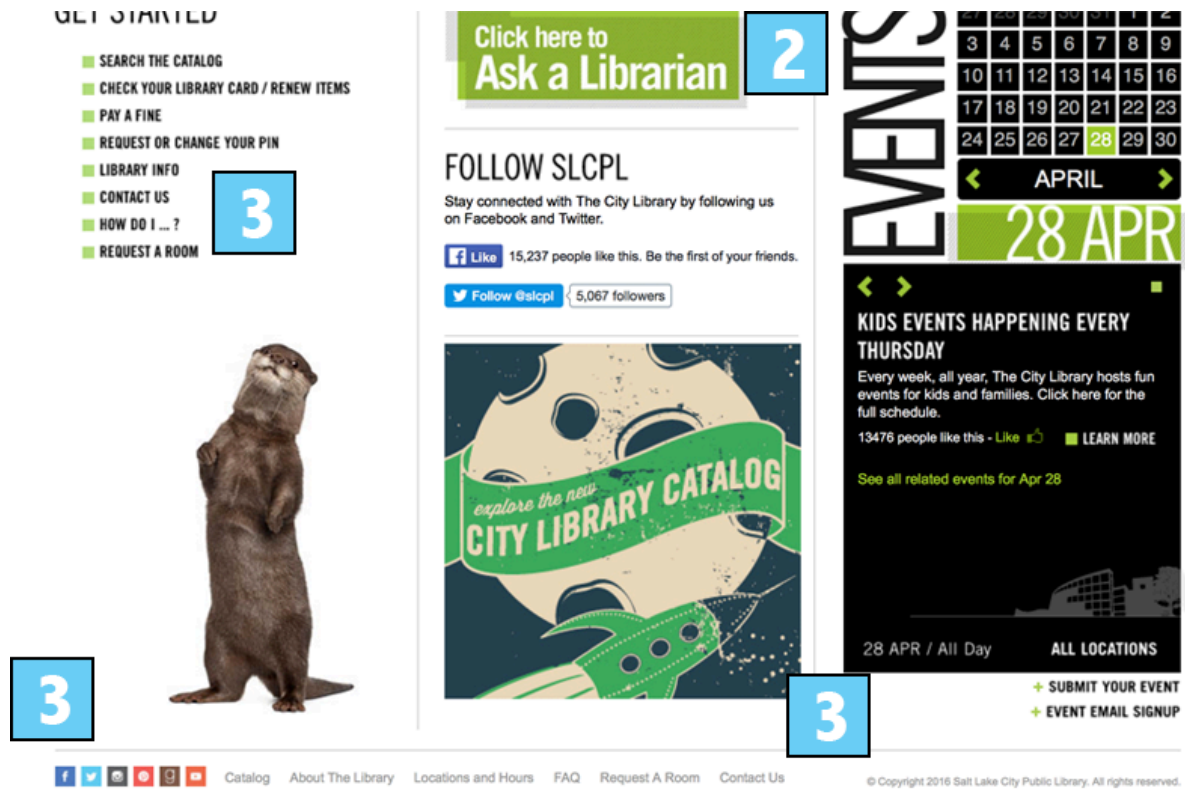 GET STARTED
SEARCH THE CATALOG
CHECK YOUR LIBRARY CARD / RENEW ITEMS
PAY A FINE
REQUEST OR CHANGE YOUR PIN
LIBRARY INFO
CONTACT US
HOW DO I ... ?
REQUEST A ROOM
3
3
Click here to
Ask a Librarian
2
FOLLOW SLCPL
Stay connected with The City Library by following us
on Facebook and Twitter.
f Like 15,237 people like this. Be the first of your friends.
Follow @slcpl 5,067 followers
explore the new
CITY LIBRARY CATALOG
3
EVENTS
27 28 29 30 31 1 2
3 4 5 6 7 8 9
10 11 12 13 14 15 16
17 18 19 20 21 22 23
24 25 26 27 28 29 30
APRIL
28 APR
KIDS EVENTS HAPPENING EVERY
THURSDAY
Every week, all year, The City Library hosts fun
events for kids and families. Click here for the
full schedule.
13476 people like this - Like LEARN MORE
See all related events for Apr 28
28 APR / All Day ALL LOCATIONS
+ SUBMIT YOUR EVENT
+ EVENT EMAIL SIGNUP
f g Catalog About The Library Locations and Hours FAQ Request A Room Contact Us
© Copyright 2016 Salt Lake City Public Library. All rights reserved.